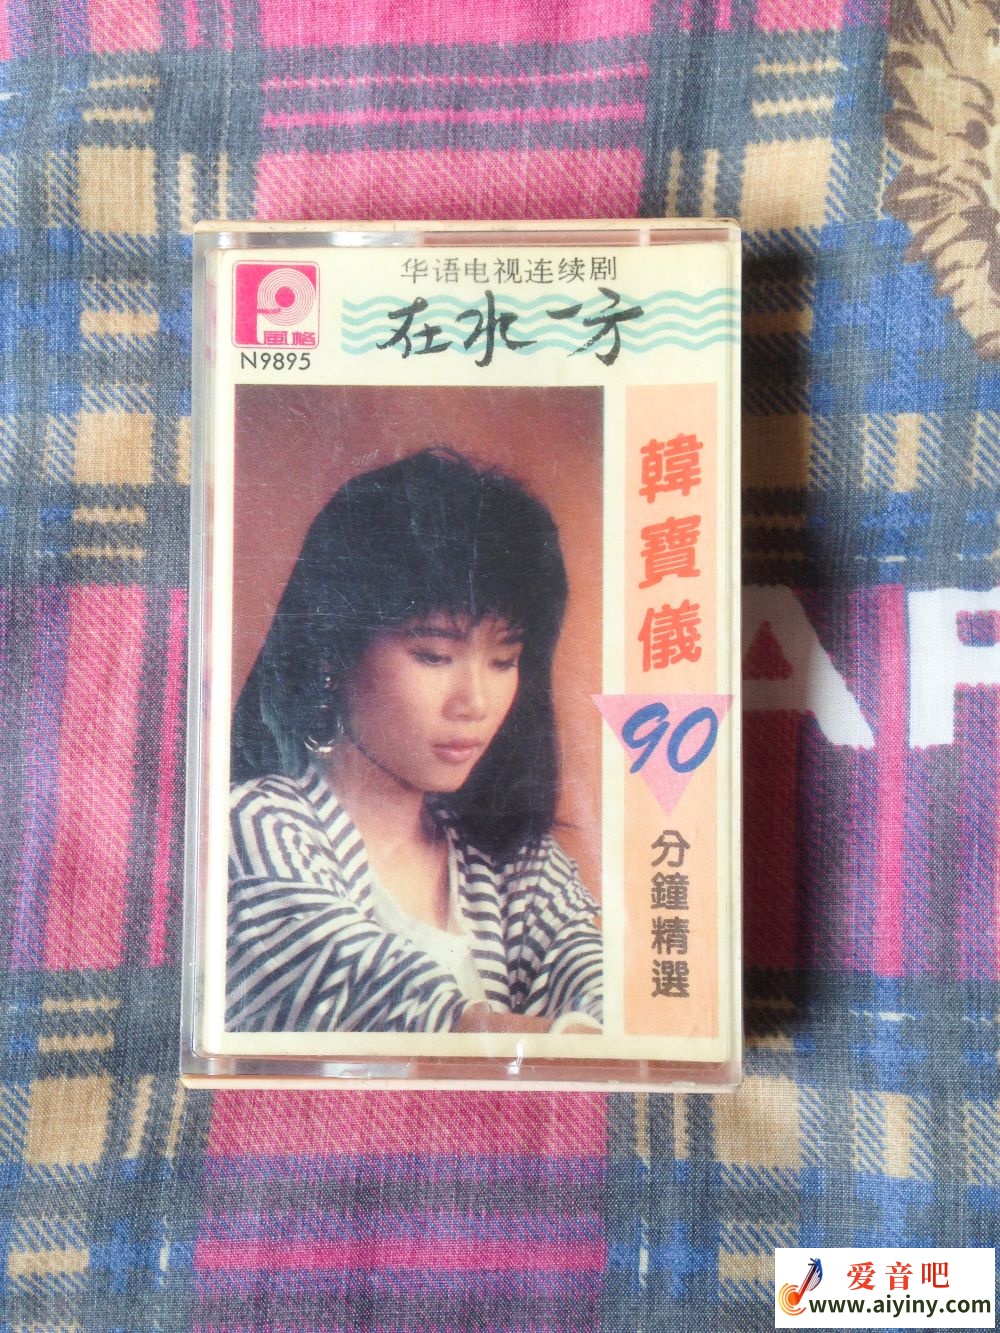 华语电视连续剧
在水一方
風格
N9895
韓寶儀
90
分鐘精選
AP
爱音吧
www.aiyiny.com